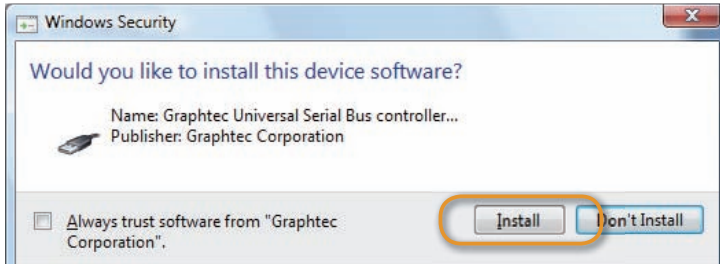 Windows Security
X
Would you like to install this device software?
Name: Graphtec Universal Serial Bus controller...
Publisher: Graphtec Corporation
Always trust software from "Graphtec
Corporation".
Install
Don't Install